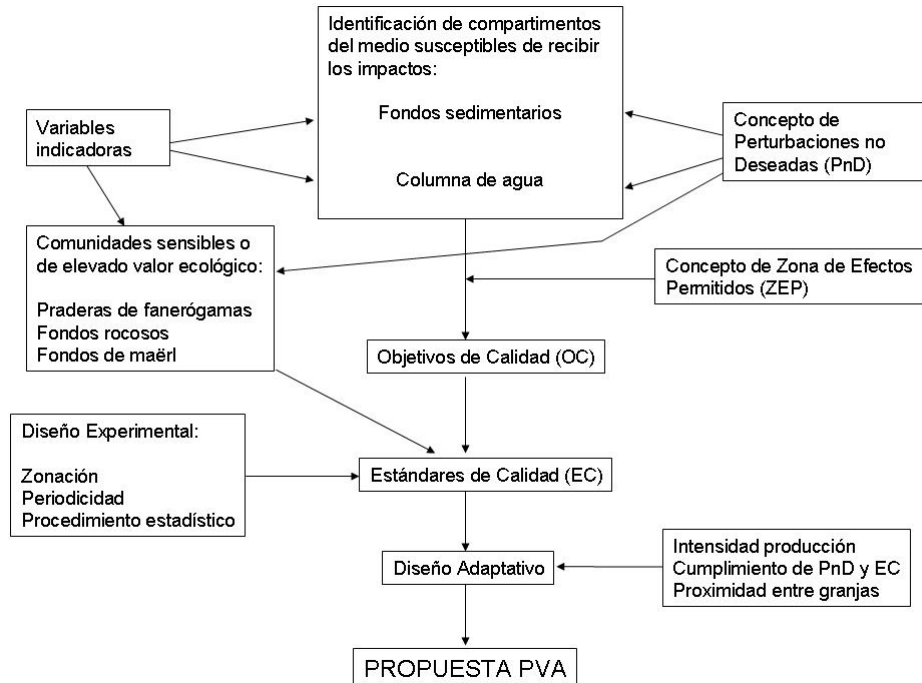 Identificación de compartimentos
del medio susceptibles de recibir
los impactos:
Fondos sedimentarios
Columna de agua
Variables
indicadoras
Concepto de
Perturbaciones no
Deseadas (PnD)
Comunidades sensibles o
de elevado valor ecológico:
Praderas de fanerógamas
Fondos rocosos
Fondos de maërl
Concepto de Zona de Efectos
Permitidos (ZEP)
Objetivos de Calidad (OC)
Diseño Experimental:
Zonación
Periodicidad
Procedimiento estadístico
Estándares de Calidad (EC)
Diseño Adaptativo
Intensidad producción
Cumplimiento de PnD y EC
Proximidad entre granjas
PROPUESTA PVA